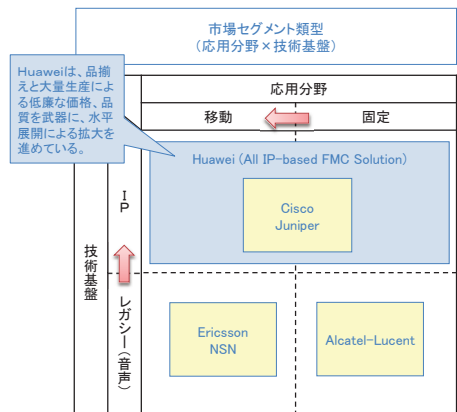 市場セグメント類型
（応用分野×技術基盤）
Huaweiは、品揃
えと大量生産によ
る低廉な価格、品
質を武器に、水平
展開による拡大を
進めている。
応用分野
移動
固定
Huawei（All IP-based FMC Solution）
Cisco
Juniper
技術基盤
IP
レガシー（音声）
Ericsson
NSN
Alcatel-Lucent